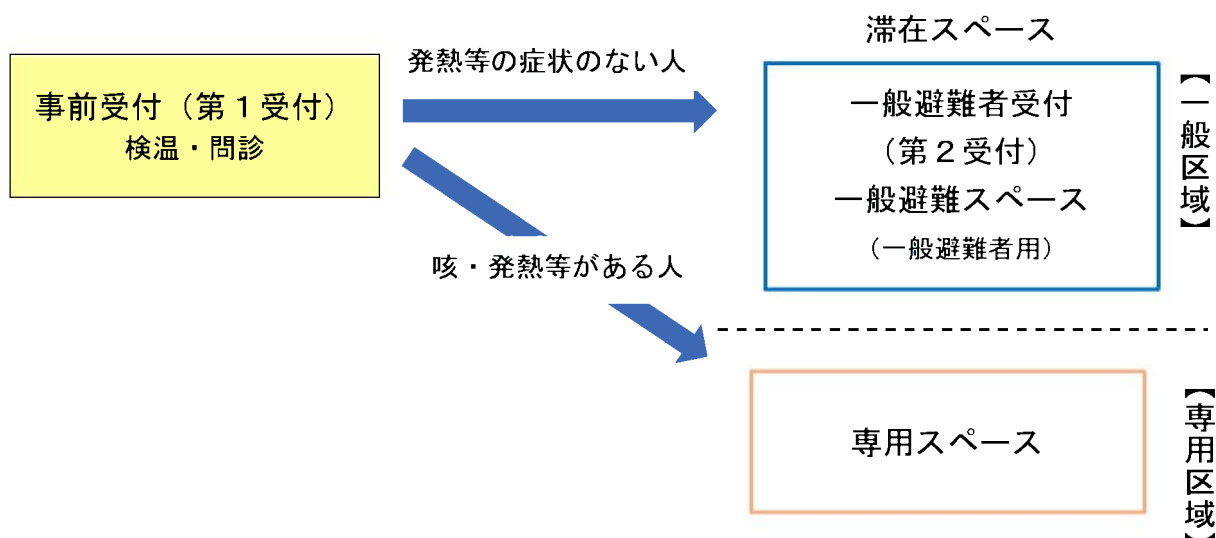 事前受付（第１受付）
検温・問診
発熱等の症状のない人
咳・発熱等がある人
滞在スペース
一般避難者受付
（第２受付）
一般避難スペース
（一般避難者用）
【一般区域】
専用スペース
【専用区域】